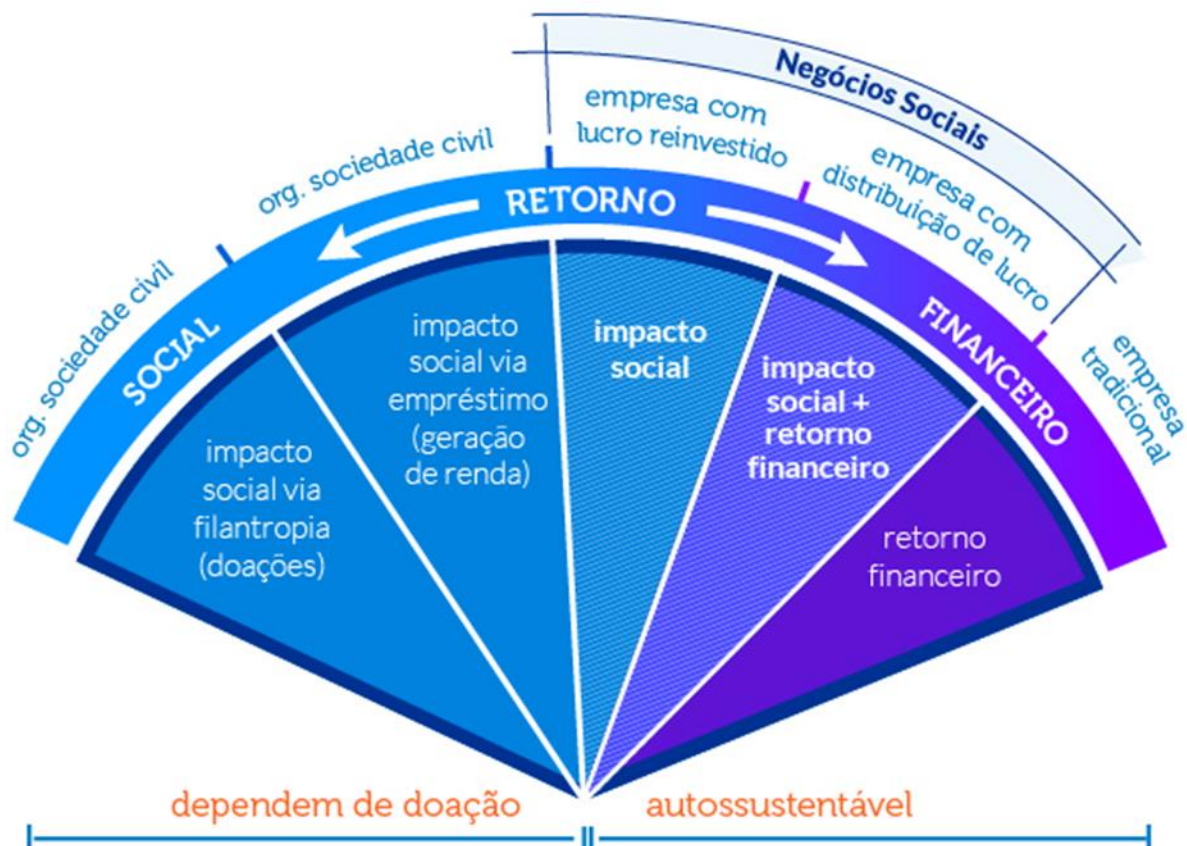 Negócios Sociais
empresa com
lucro reinvestido
empresa com
distribuição de lucro
org. sociedade civil
org. sociedade civil
empresa
tradicional
SOCIAL
RETORNO
FINANCEIRO
impacto
social via
filantropia
(doações)
impacto
social via
empréstimo
(geração
de renda)
impacto
social
impacto
social +
retorno
financeiro
retorno
financeiro
dependem de doação
autossustentável